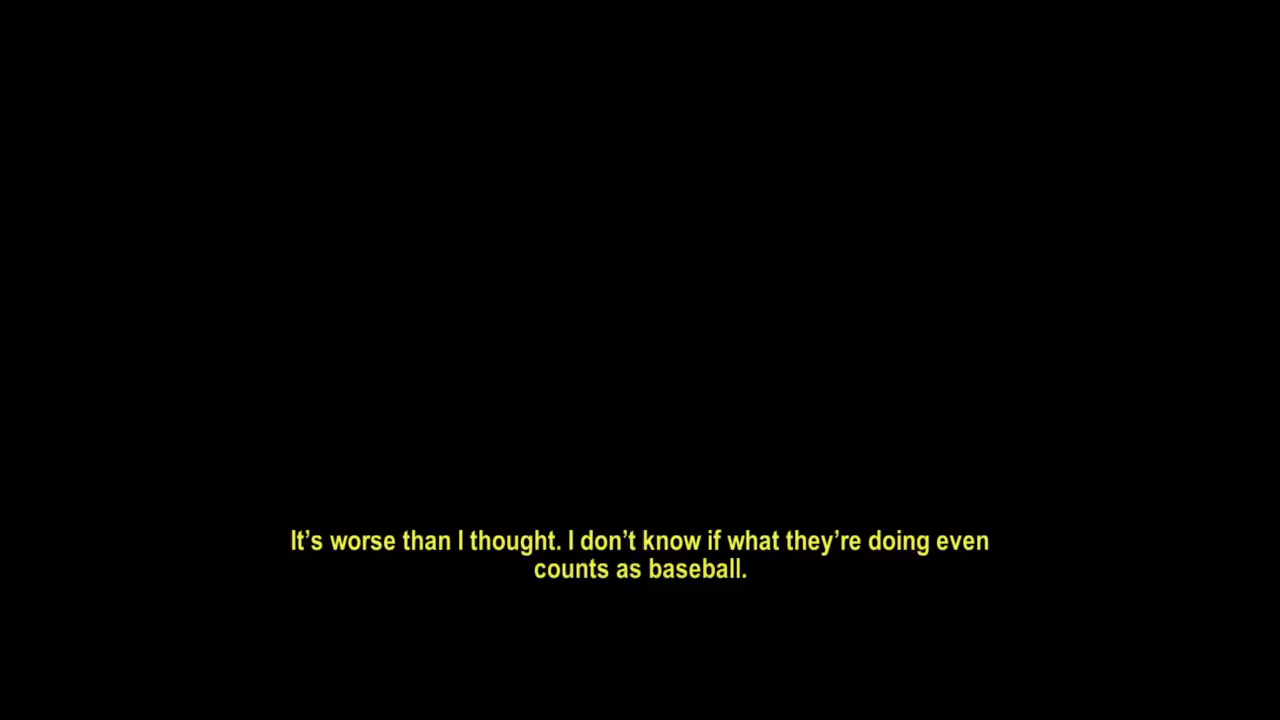 It’s worse than I thought. I don’t know if what they’re doing even
counts as baseball.